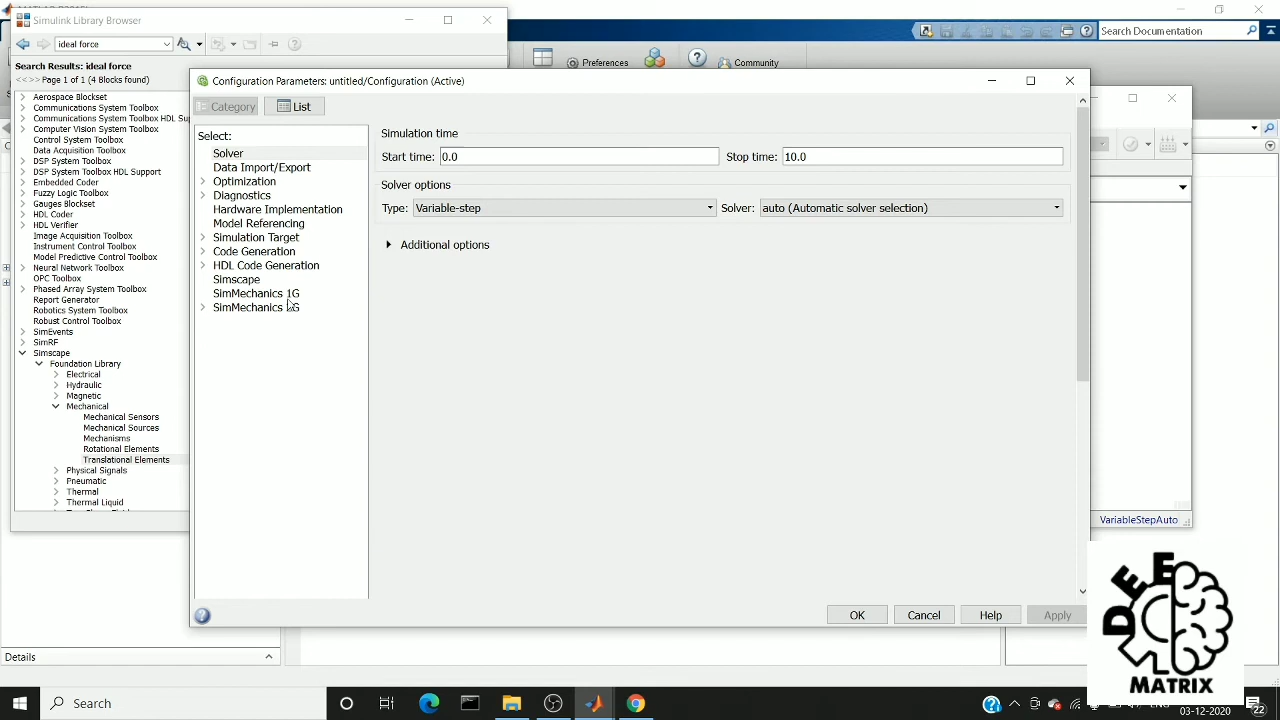 Simulink Library Browser
ideal force
Search Results: ideal force
<<>>Page 1 of 1 (4 Blocks found)
Aerospace Blockset
Communications System Toolbox
Communications System Toolbox HDL Su
Computer Vision System Toolbox
Control System Toolbox
Data Acquisition Toolbox
DSP System Toolbox
DSP System Toolbox HDL Support
Embedded Coder
Fuzzy Logic Toolbox
Gauges Blockset
HDL Coder
HDL Verifier
Image Acquisition Toolbox
Instrument Control Toolbox
Model Predictive Control Toolbox
Neural Network Toolbox
OPC Toolbox
Phased Array System Toolbox
Report Generator
Robotics System Toolbox
Robust Control Toolbox
SimEvents
SimRF
Simscape
Foundation Library
Electrical
Hydraulic
Magnetic
Mechanical
Mechanical Sensors
Mechanical Sources
Mechanisms
Rotational Elements
Translational Elements
Physical Signals
Pneumatic
Thermal
Thermal Liquid
Details
Preferences
Community
Search Documentation
Configuration Parameters: untitled/Configuration (Active)
Category
List
Select:
Solver
Data Import/Export
Optimization
Diagnostics
Hardware Implementation
Model Referencing
Simulation Target
Code Generation
HDL Code Generation
Simscape
SimMechanics 1G
SimMechanics 2G
Simulation time
Start time: 0.0
Stop time: 10.0
Solver options
Type: Variable-step
Solver: auto (Automatic solver selection)
Additional options
OK
Cancel
Help
Apply
VariableStepAuto
DEE
MATRIX
Search
03-12-2020
22